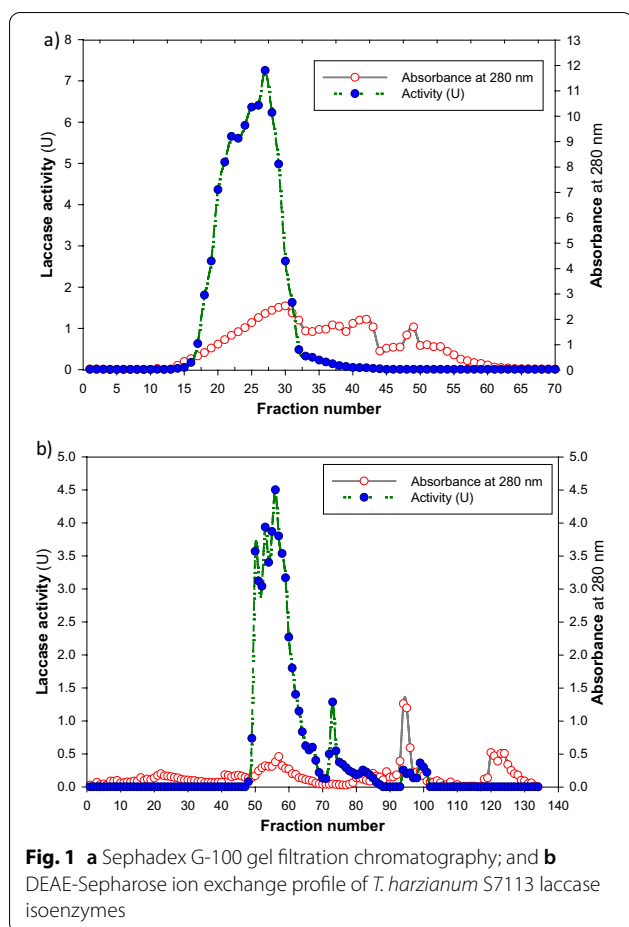 a)
8
7
6
5
4
3
2
1
0
Laccase activity (U)
13
12
11
10
9
8
7
6
5
4
3
2
1
0
Absorbance at 280 nm
Absorbance at 280 nm
Activity (U)
0 5 10 15 20 25 30 35 40 45 50 55 60 65 70
Fraction number
b)
5.0
4.5
4.0
3.5
3.0
2.5
2.0
1.5
1.0
0.5
0.0
Laccase activity (U)
5.0
4.5
4.0
3.5
3.0
2.5
2.0
1.5
1.0
0.5
0.0
Absorbance at 280 nm
Absorbance at 280 nm
Activity (U)
0 10 20 30 40 50 60 70 80 90 100 110 120 130 140
Fraction number
Fig. 1 a Sephadex G-100 gel filtration chromatography; and b
DEAE-Sepharose ion exchange profile of T. harzianum S7113 laccase
isoenzymes